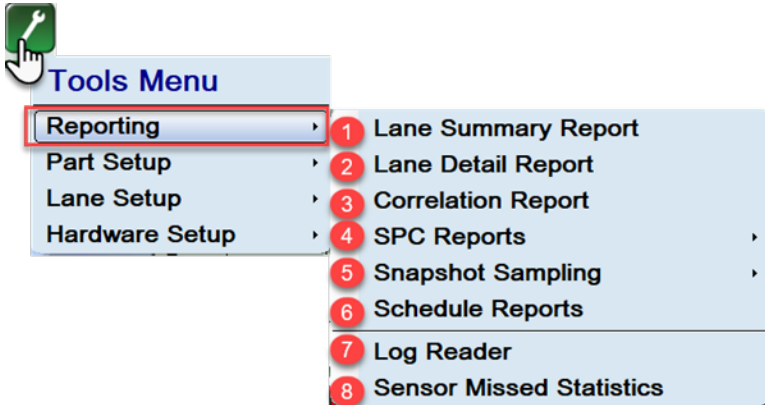 Tools Menu
Reporting
Part Setup
Lane Setup
Hardware Setup
1 Lane Summary Report
2 Lane Detail Report
3 Correlation Report
4 SPC Reports
5 Snapshot Sampling
6 Schedule Reports
7 Log Reader
8 Sensor Missed Statistics